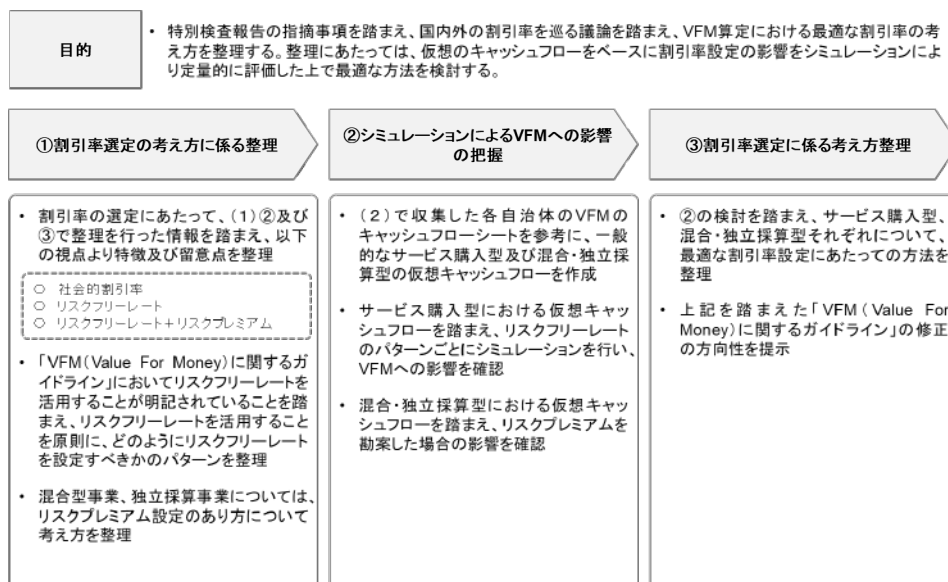 目的
• 特別検査報告の指摘事項を踏まえ、国内外の割引率を巡る議論を踏まえ、VFM算定における最適な割引率の考
え方を整理する。整理にあたっては、仮想のキャッシュフローをベースに割引率設定の影響をシミュレーションによ
り定量的に評価した上で最適な方法を検討する。
①割引率選定の考え方に係る整理
• 割引率の選定にあたって、(1)②及び
③で整理を行った情報を踏まえ、以下
の視点より特徴及び留意点を整理
○ 社会的割引率
○ リスクフリーレート
○ リスクフリーレート+リスクプレミアム
• 「VFM(Value For Money)に関するガ
イドライン」においてリスクフリーレートを
活用することが明記されていることを踏
まえ、リスクフリーレートを活用すること
を原則に、どのようにリスクフリーレート
を設定すべきかのパターンを整理
• 混合型事業、独立採算事業については、
リスクプレミアム設定のあり方について
考え方を整理
②シミュレーションによるVFMへの影響
の把握
• (2)で収集した各自治体のVFMの
キャッシュフローシートを参考に、一般
的なサービス購入型及び混合・独立採
算型の仮想キャッシュフローを作成
• サービス購入型における仮想キャッ
シュフローを踏まえ、リスクフリーレート
のパターンごとにシミュレーションを行い、
VFMへの影響を確認
• 混合・独立採算型における仮想キャッ
シュフローを踏まえ、リスクプレミアムを
勘案した場合の影響を確認
③割引率選定に係る考え方整理
• ②の検討を踏まえ、サービス購入型、
混合・独立採算型それぞれについて、
最適な割引率設定にあたっての方法を
整理
• 上記を踏まえた「VFM(Value For
Money)に関するガイドライン」の修正
の方向性を提示